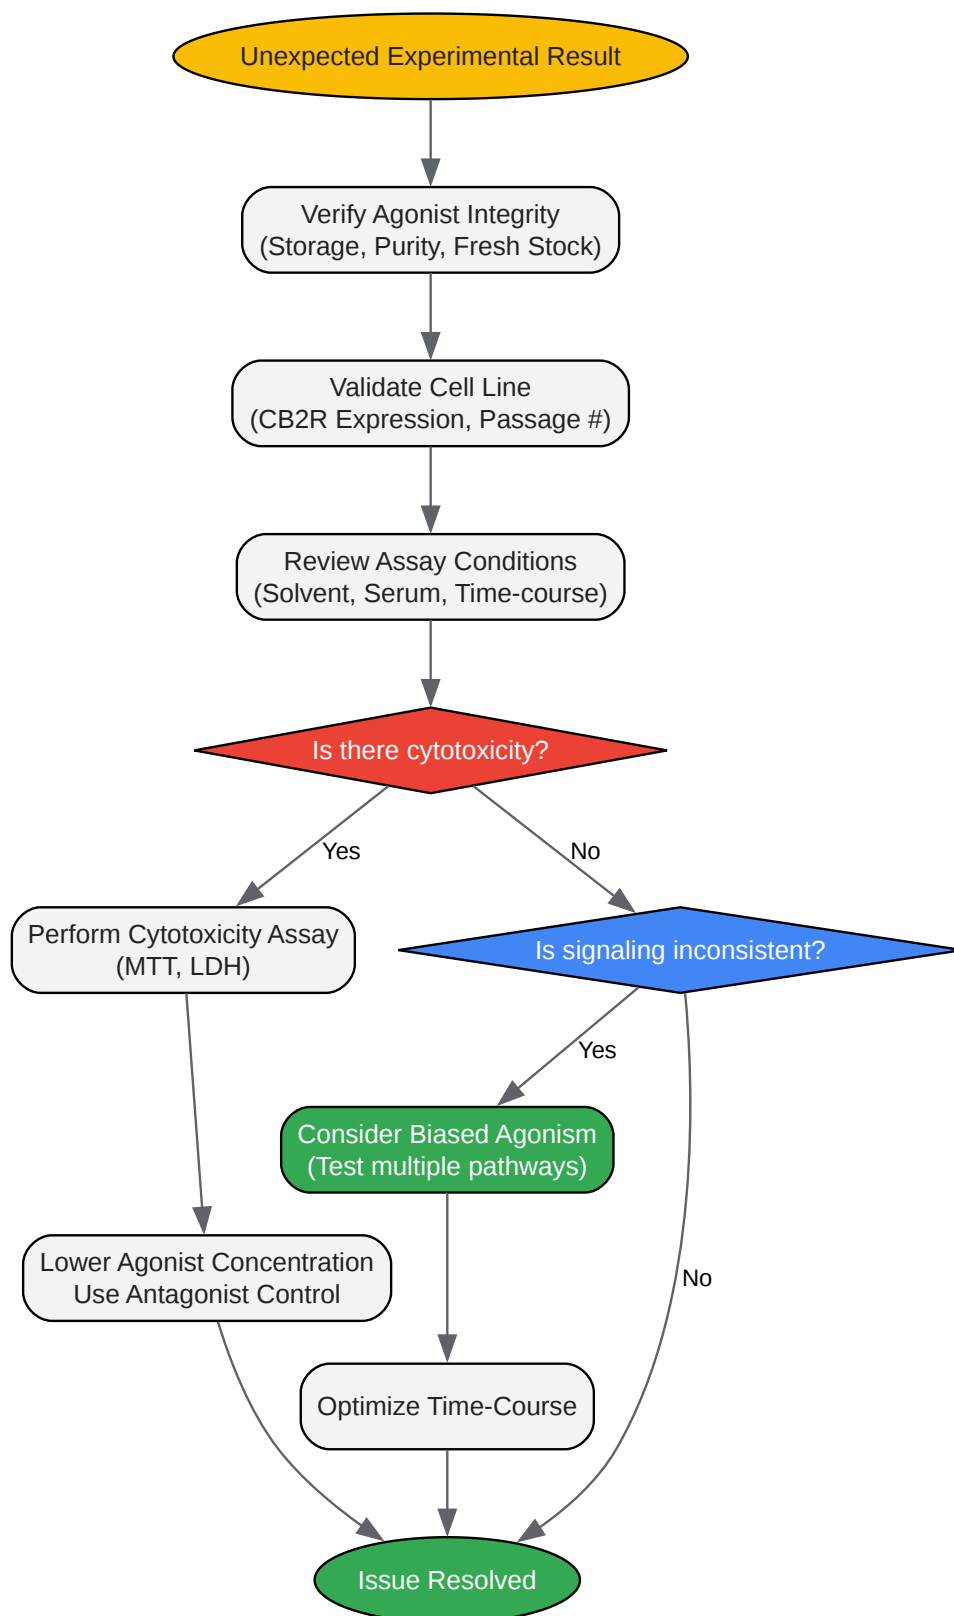 Unexpected Experimental Result
Verify Agonist Integrity
(Storage, Purity, Fresh Stock)
Validate Cell Line
(CB2R Expression, Passage #)
Review Assay Conditions
(Solvent, Serum, Time-course)
Is there cytotoxicity?
Yes
No
Perform Cytotoxicity Assay
(MTT, LDH)
Is signaling inconsistent?
Yes
Consider Biased Agonism
(Test multiple pathways)
Lower Agonist Concentration
Use Antagonist Control
No
Optimize Time-Course
Issue Resolved